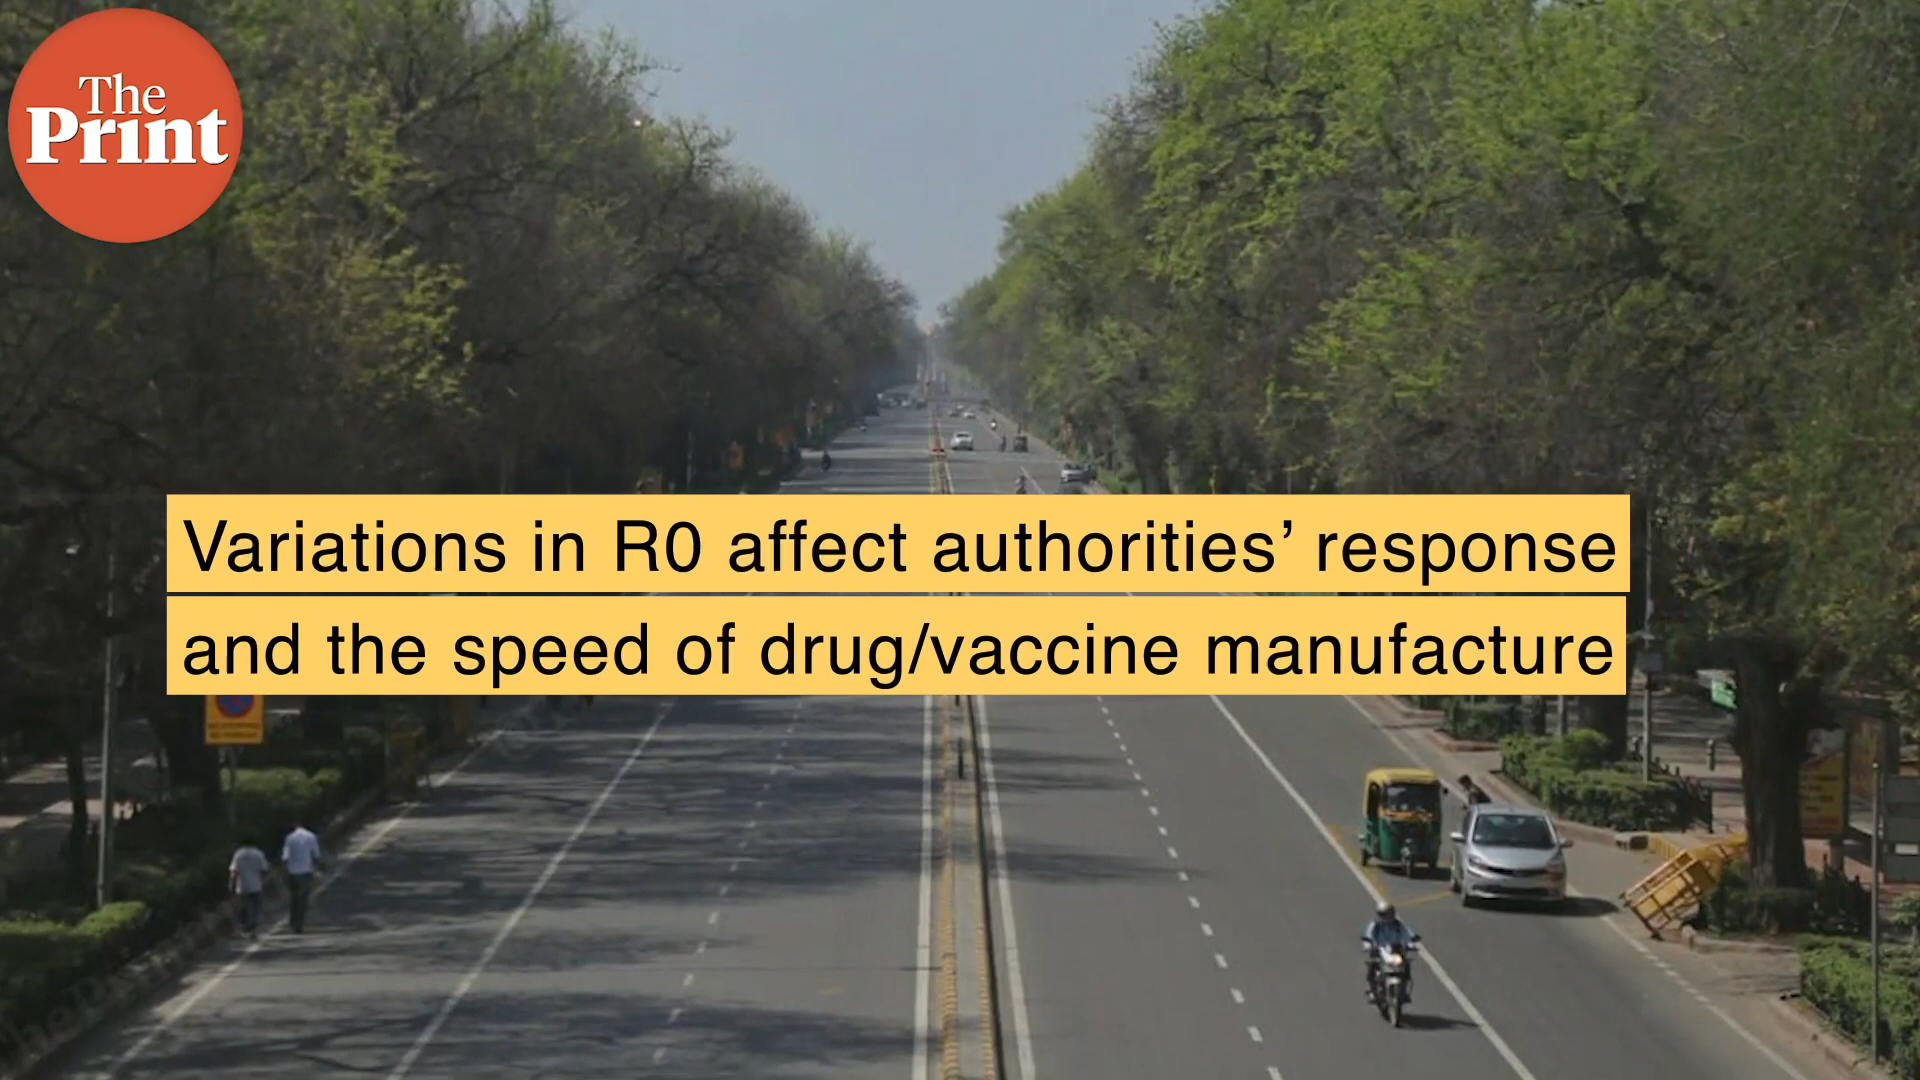 The
Print
Variations in R0 affect authorities’ response
and the speed of drug/vaccine manufacture